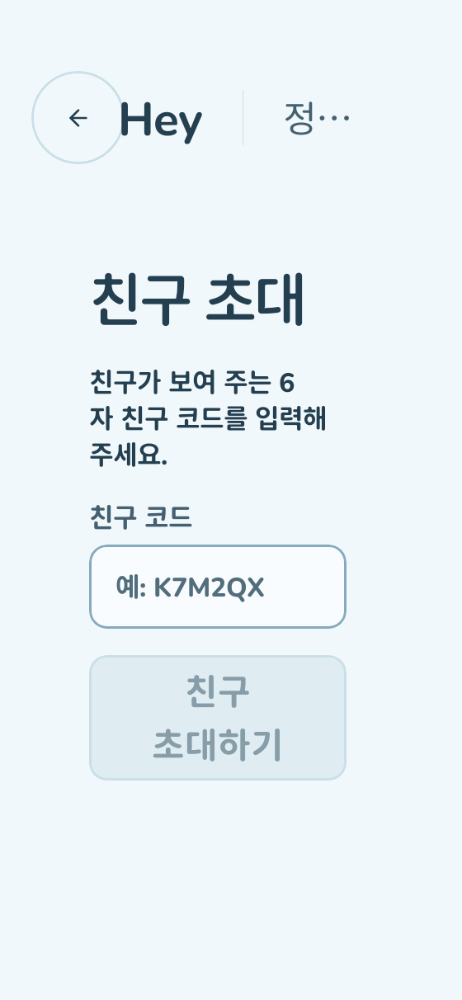 Hey
정…
친구 초대
친구가 보여 주는 6
자 친구 코드를 입력해
주세요.
친구 코드
예: K7M2QX
친구
초대하기